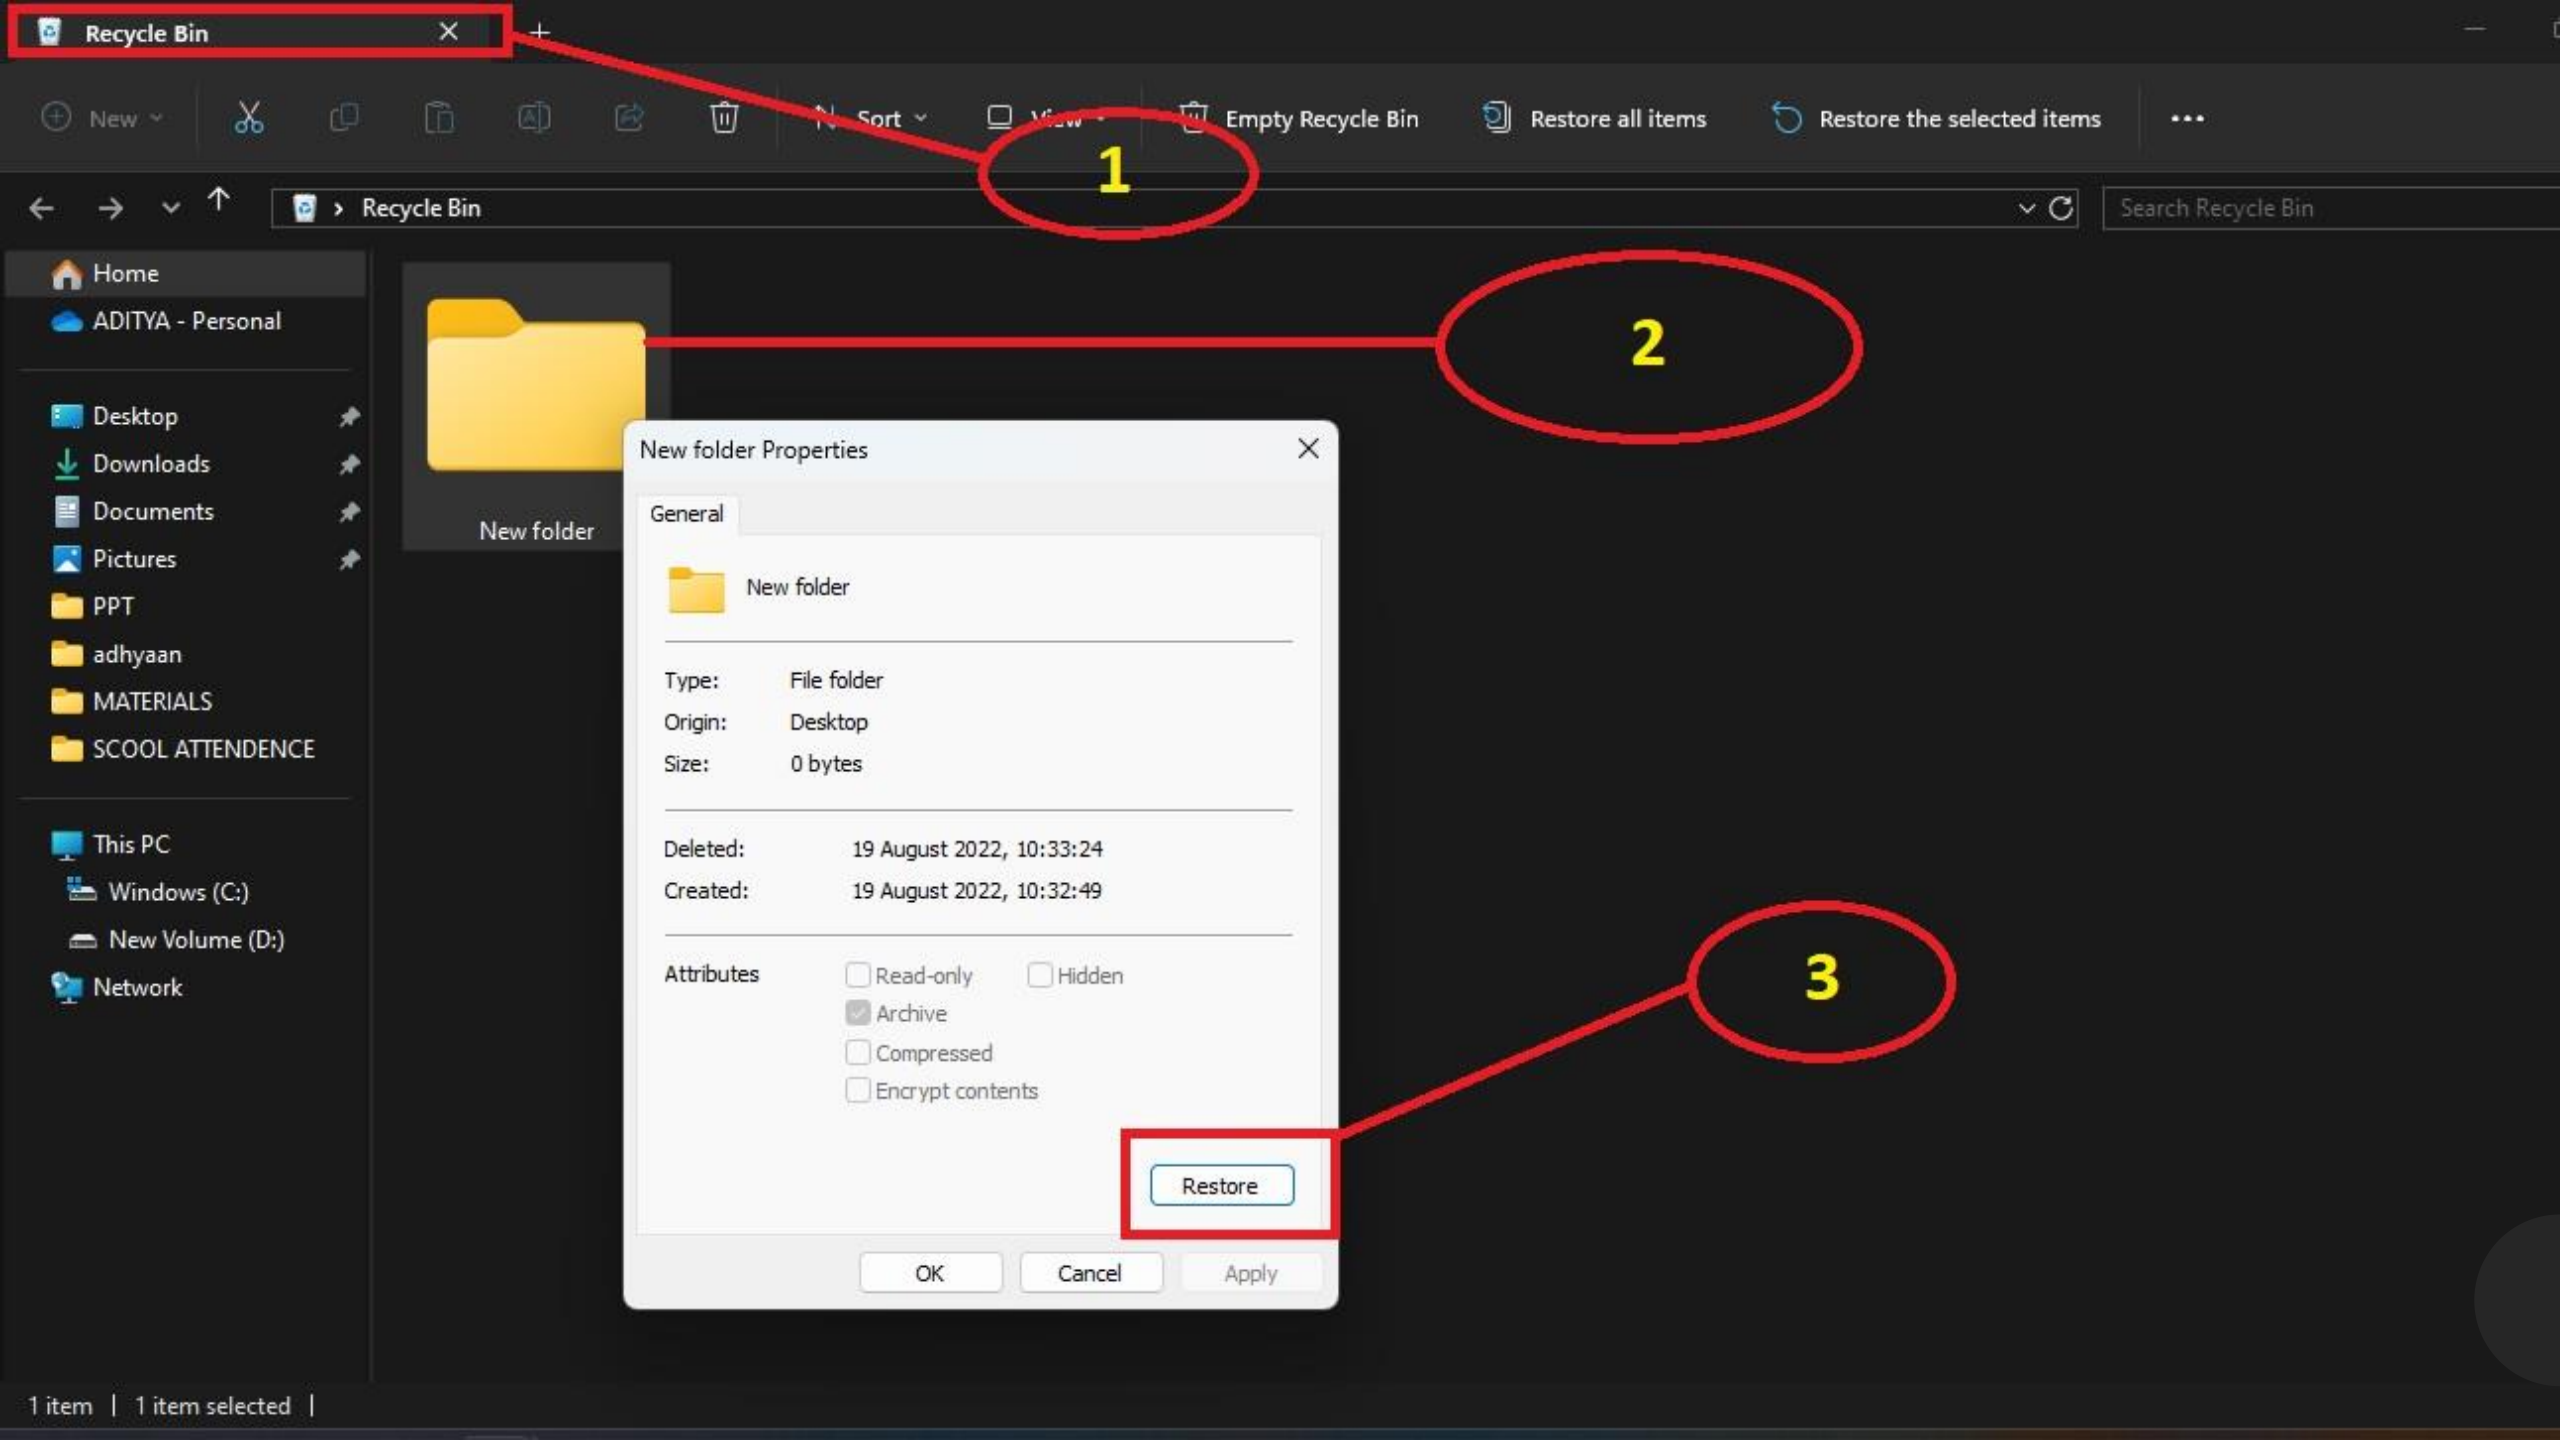 Recycle Bin
New
Sort
View
Empty Recycle Bin
Restore all items
Restore the selected items
1
Recycle Bin
Search Recycle Bin
Home
ADITYA - Personal
2
Desktop
Downloads
Documents
Pictures
PPT
adhyaan
MATERIALS
SCOOL ATTENDENCE
This PC
Windows (C:)
New Volume (D:)
Network
New folder
New folder Properties
General
New folder
Type: File folder
Origin: Desktop
Size: 0 bytes
Deleted: 19 August 2022, 10:33:24
Created: 19 August 2022, 10:32:49
Attributes Read-only Hidden
Archive
Compressed
Encrypt contents
3
Restore
OK Cancel Apply
1 item 1 item selected